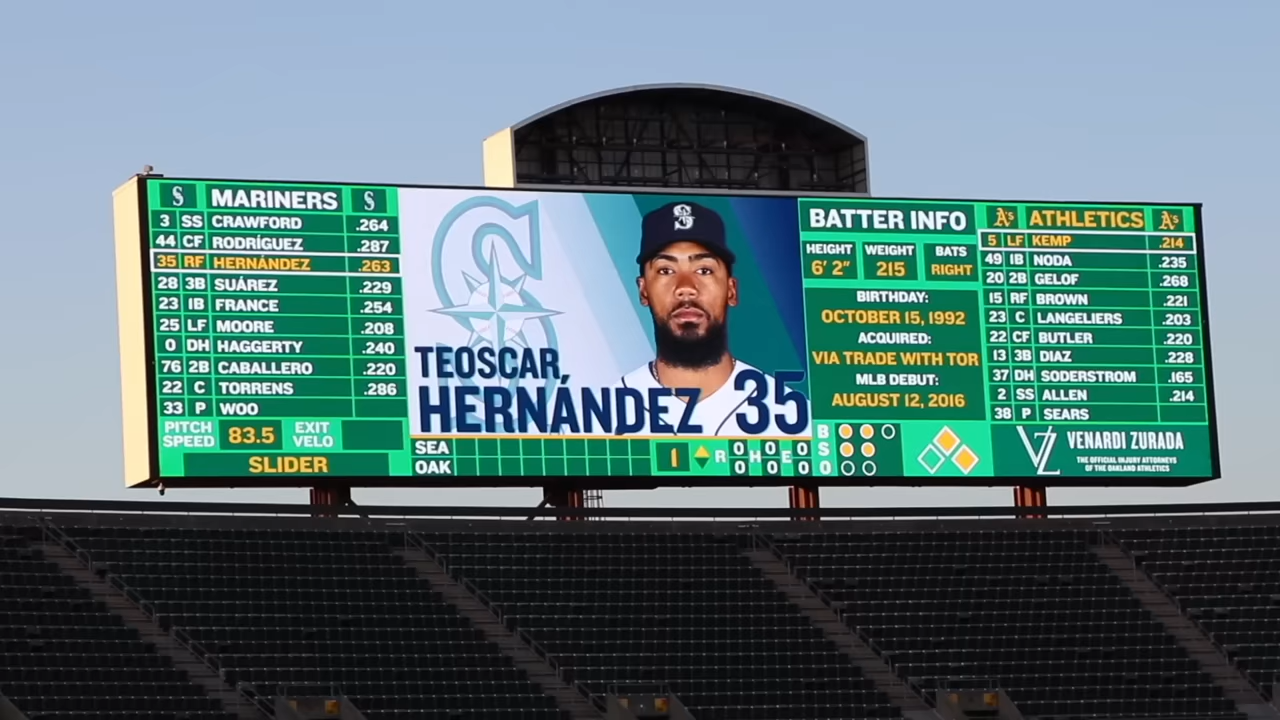 S MARINERS S
3 SS CRAWFORD .264
44 CF RODRÍGUEZ .287
35 RF HERNÁNDEZ .263
28 3B SUÁREZ .229
23 1B FRANCE .254
25 LF MOORE .208
0 DH HAGGERTY .240
76 2B CABALLERO .220
22 C TORRENS .286
33 P WOO
PITCH SPEED 83.5 EXIT VELO
SLIDER
S
TEOSCAR,
HERNÁNDEZ 35
SEA
OAK
1 R H E
0 0 0
0 0 0
BATTER INFO
HEIGHT WEIGHT BATS
6' 2" 215 RIGHT
BIRTHDAY:
OCTOBER 15, 1992
ACQUIRED:
VIA TRADE WITH TOR
MLB DEBUT:
AUGUST 12, 2016
B
S
O
A's ATHLETICS A's
5 LF KEMP .214
49 1B NODA .235
20 2B GELOF .268
15 RF BROWN .221
23 C LANGELIERS .203
22 CF BUTLER .220
13 3B DIAZ .228
37 DH SODERSTROM .165
2 SS ALLEN .214
38 P SEARS
VZ VENARDI ZURADA
THE OFFICIAL INJURY ATTORNEYS
OF THE OAKLAND ATHLETICS